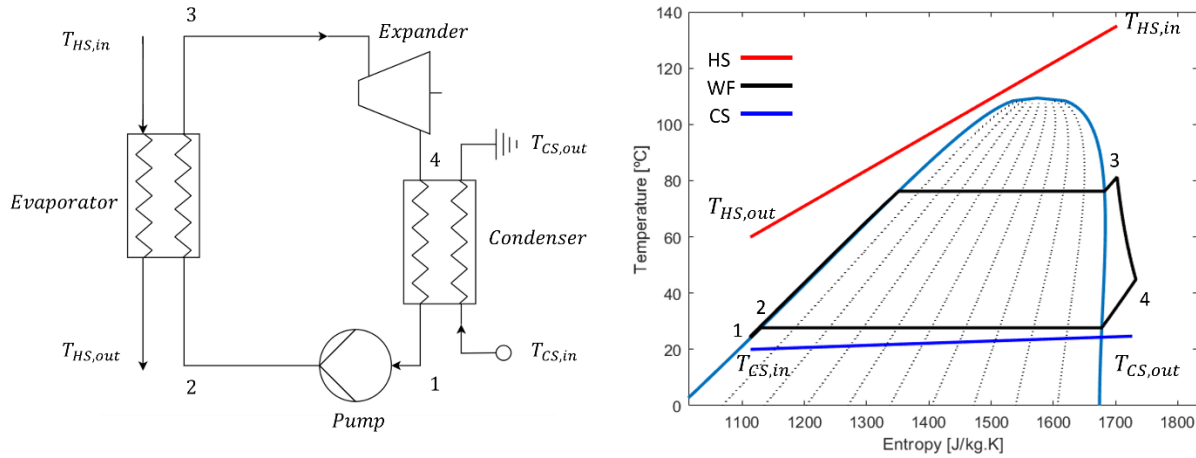 3
T_HS,in
Expander
4
T_CS,out
Evaporator
Condenser
T_HS,out
2
1
T_CS,in
Pump
140
120
100
80
60
40
20
0
Temperature [ºC]
HS
WF
CS
T_HS,in
3
T_HS,out
4
2
1
T_CS,in
T_CS,out
1100 1200 1300 1400 1500 1600 1700 1800
Entropy [J/kg.K]